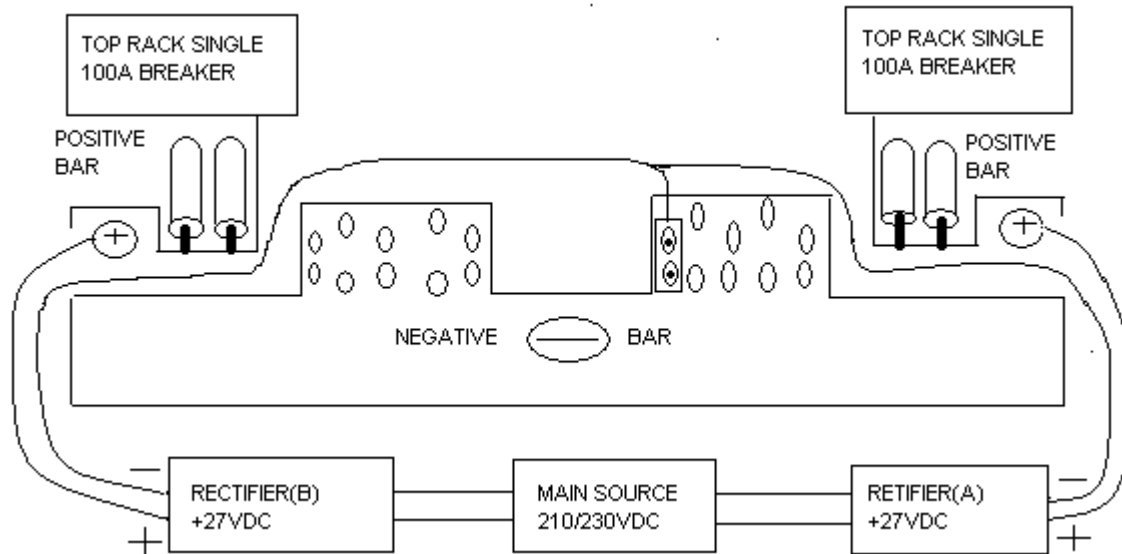 TOP RACK SINGLE
100A BREAKER
TOP RACK SINGLE
100A BREAKER
POSITIVE
BAR
POSITIVE
BAR
+
+
NEGATIVE — BAR
−
RECTIFIER(B)
+27VDC
+
MAIN SOURCE
210/230VDC
RETIFIER(A)
+27VDC
−
+